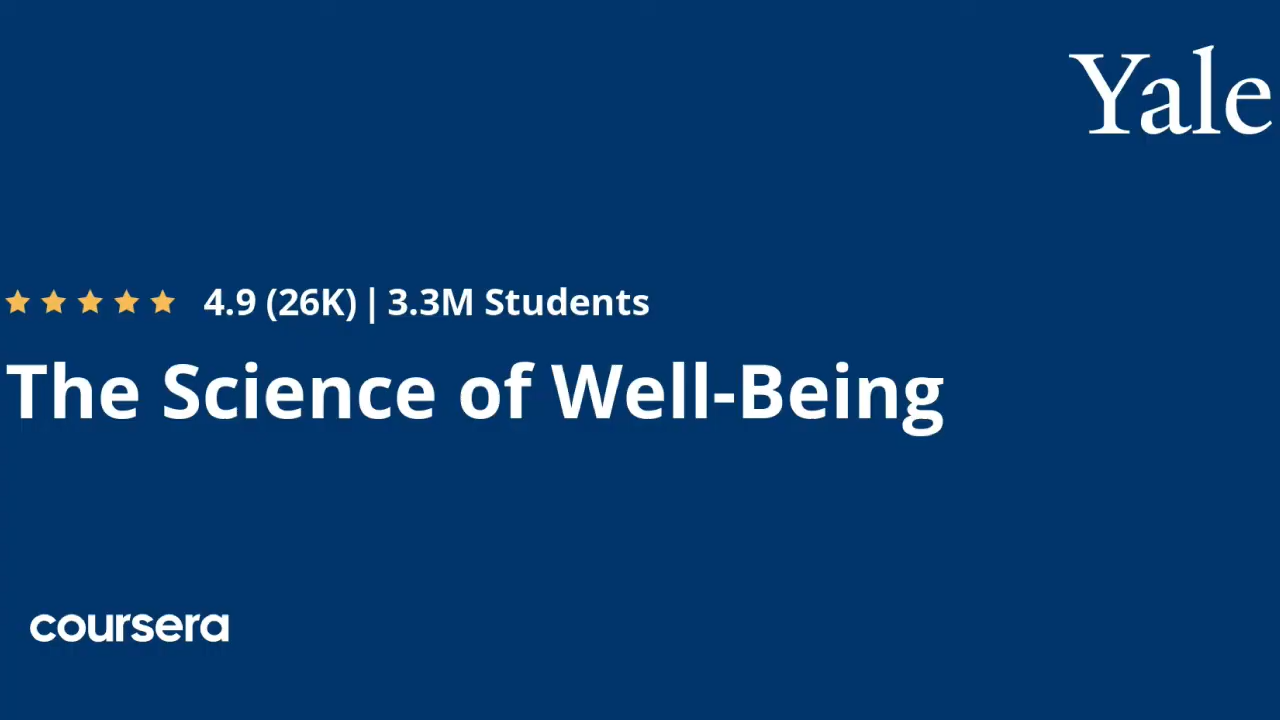 Yale
4.9 (26K) | 3.3M Students
The Science of Well-Being
coursera